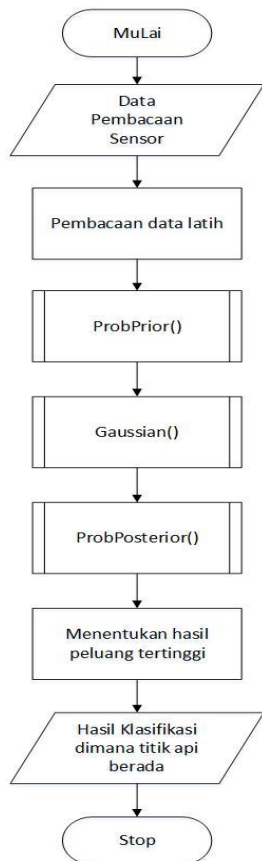 MuLai
Data
Pembacaan
Sensor
Pembacaan data latih
ProbPrior()
Gaussian()
ProbPosterior()
Menentukan hasil
peluang tertinggi
Hasil Klasifikasi
dimana titik api
berada
Stop